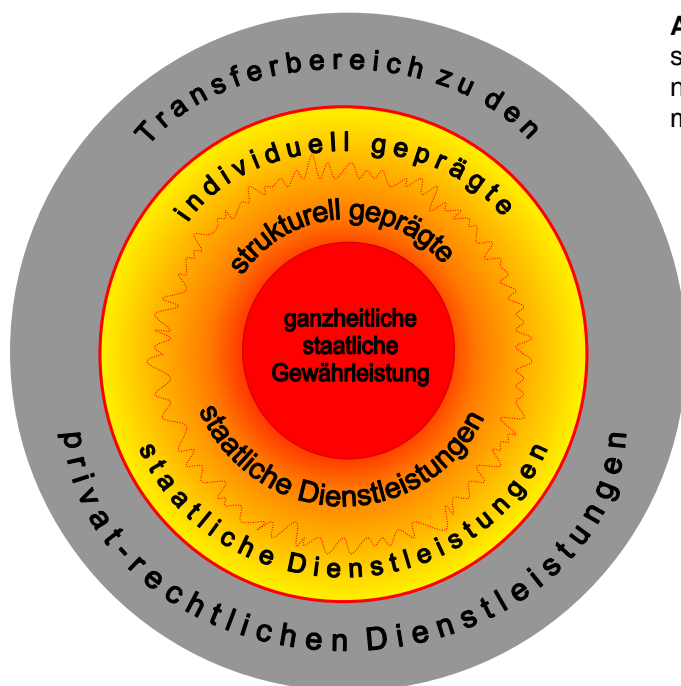 Transferbereich zu den
individuell geprägte
strukturell geprägte
ganzheitliche
staatliche
Gewährleistung
staatliche Dienstleistungen
staatliche Dienstleistungen
privat-rechtlichen Dienstleistungen
A
s
n
m